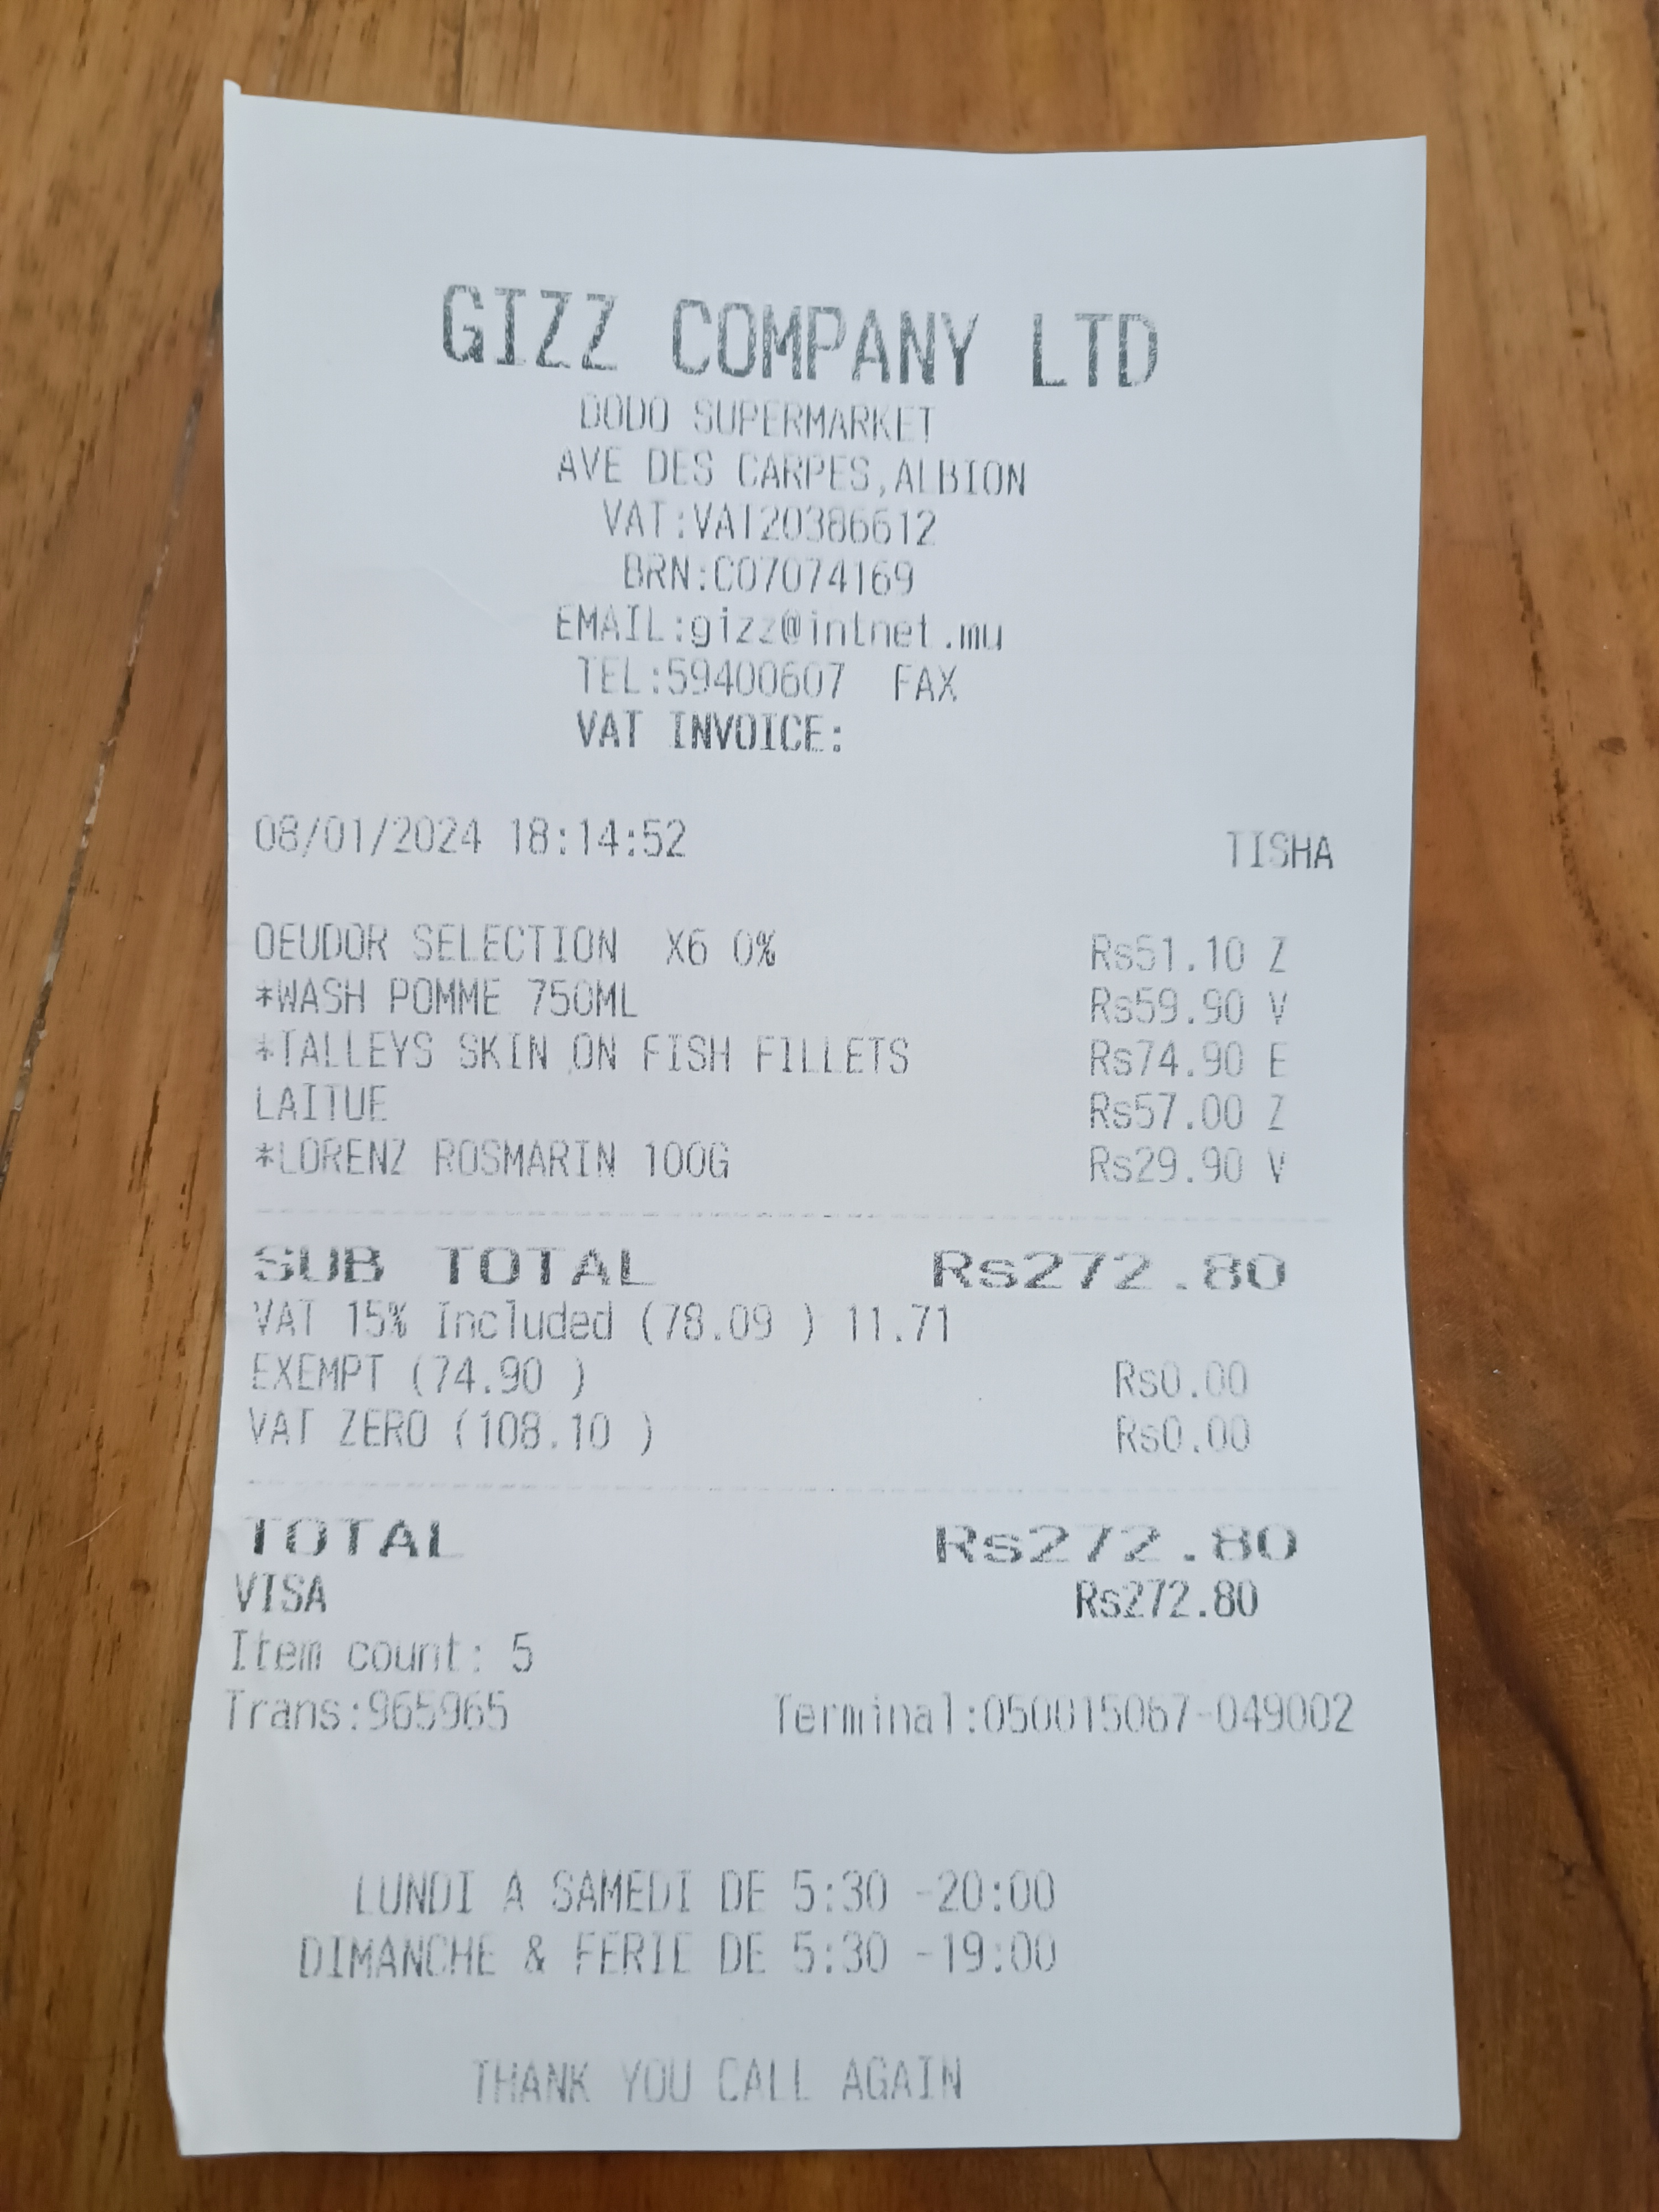 GIZZ COMPANY LTD
DODO SUPERMARKET
AVE DES CARPES,ALBION
VAT:VAT20386612
BRN:C07074169
EMAIL:gizz@intnet.mu
TEL:59400607 FAX
VAT INVOICE:
08/01/2024 18:14:52 TISHA
OEUDOR SELECTION X6 0% Rs51.10 Z
*WASH POMME 750ML Rs59.90 V
*TALLEYS SKIN ON FISH FILLETS Rs74.90 E
LAITUE Rs57.00 Z
*LORENZ ROSMARIN 100G Rs29.90 V
SUB TOTAL Rs272.80
VAT 15% Included (78.09 ) 11.71
EXEMPT (74.90 ) Rs0.00
VAT ZERO (108.10 ) Rs0.00
TOTAL Rs272.80
VISA Rs272.80
Item count: 5
Trans:965965 Terminal:050015067-049002
LUNDI A SAMEDI DE 5:30 -20:00
DIMANCHE & FERIE DE 5:30 -19:00
THANK YOU CALL AGAIN